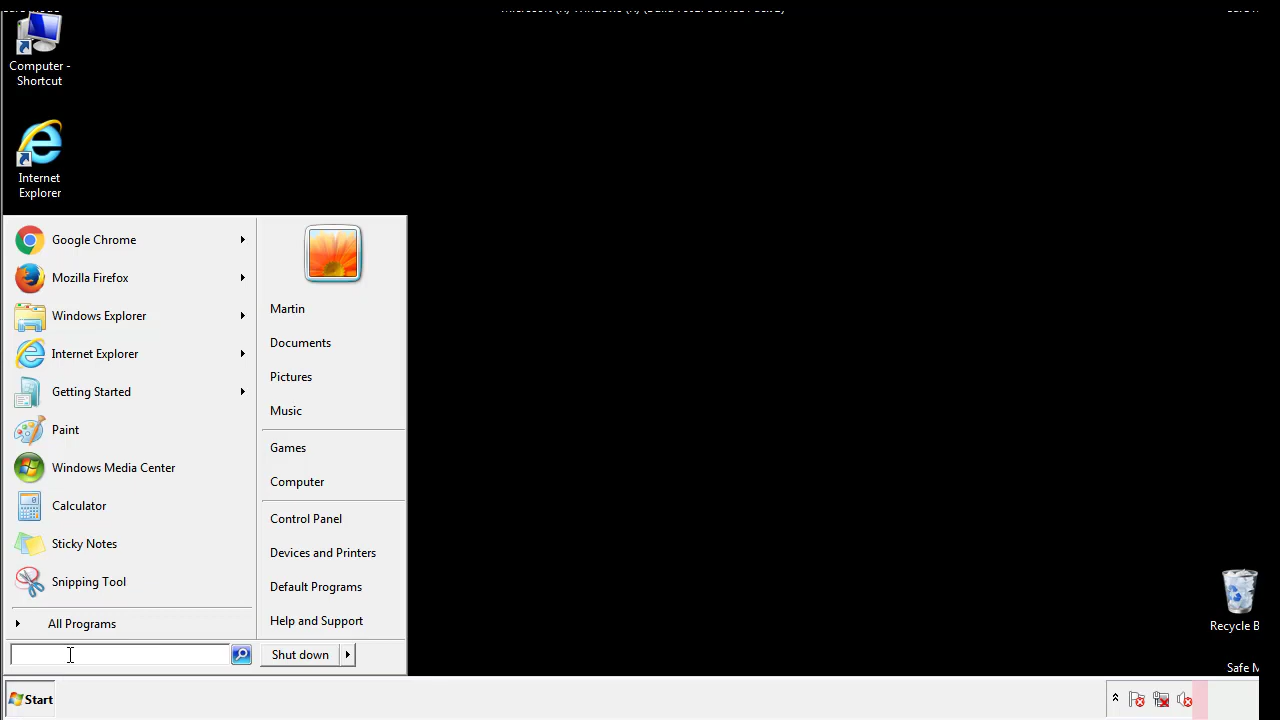 Computer -
Shortcut
Internet
Explorer
Google Chrome
Mozilla Firefox
Windows Explorer
Internet Explorer
Getting Started
Paint
Windows Media Center
Calculator
Sticky Notes
Snipping Tool
All Programs
Martin
Documents
Pictures
Music
Games
Computer
Control Panel
Devices and Printers
Default Programs
Help and Support
Shut down
Recycle B
Safe M
Start